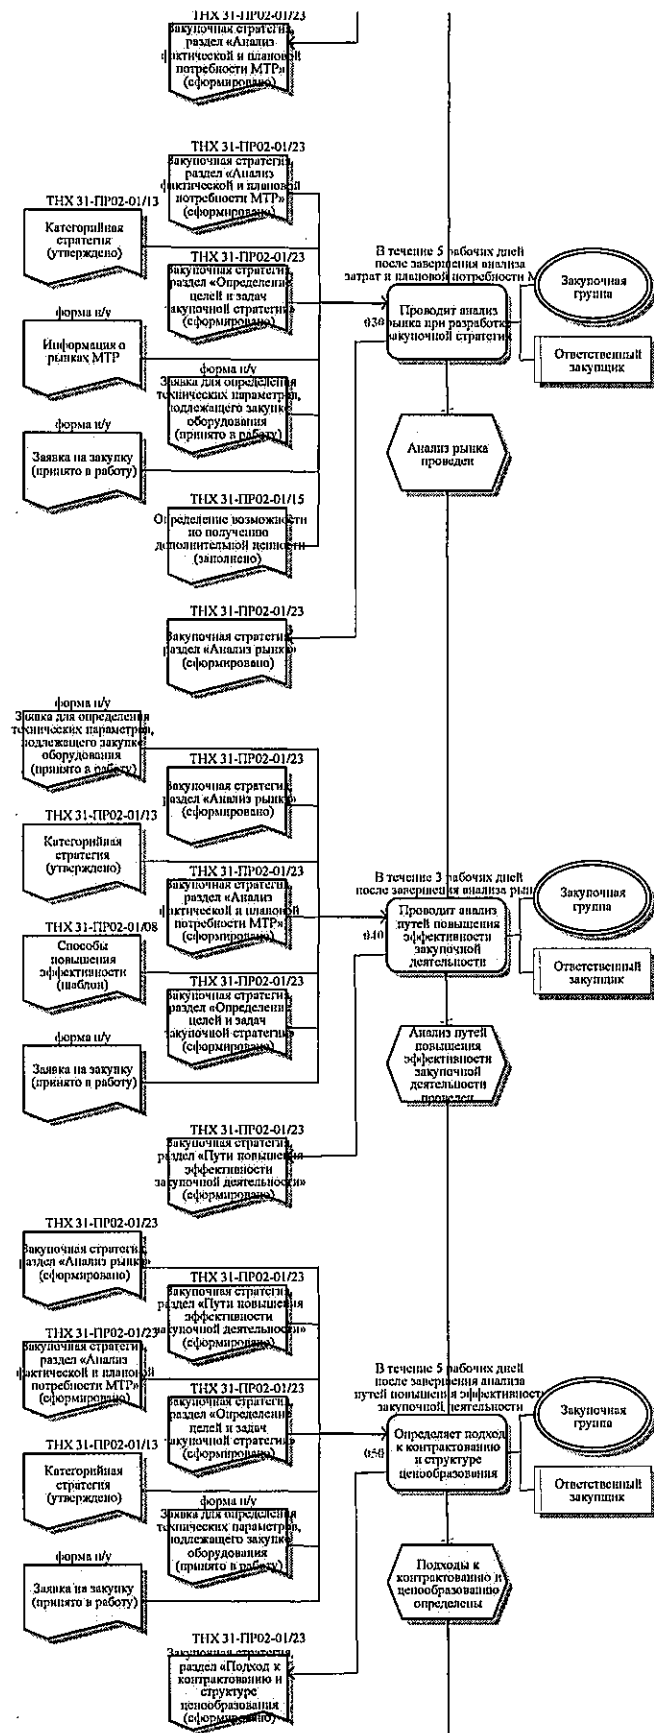 ТНХ 31-ПР02-01/23
Закупочная стратегия,
раздел «Анализ
фактической и плановой
потребности МТР»
(сформировано)
ТНХ 31-ПР02-01/23
Закупочная стратегия,
раздел «Анализ
фактической и плановой
потребности МТР»
(сформировано)
ТНХ 31-ПР02-01/13
Категорийная
стратегия
(утверждено)
ТНХ 31-ПР02-01/23
Закупочная стратегия,
раздел «Определение
целей и задач
закупочной стратегии»
(сформировано)
форма н/у
Информация о
рынках МТР
форма н/у
Заявка для определения
технических параметров,
подлежащего закупке
оборудования
(принято в работу)
форма н/у
Заявка на закупку
(принято в работу)
ТНХ 31-ПР02-01/15
Определение возможности
по получению
дополнительной ценности
(заполнено)
ТНХ 31-ПР02-01/23
Закупочная стратегия,
раздел «Анализ рынка»
(сформировано)
В течение 5 рабочих дней
после завершения анализа
затрат и плановой потребности М
030
Проводит анализ
рынка при разработке
закупочной стратегии
Закупочная
группа
Ответственный
закупщик
Анализ рынка
проведен
форма н/у
Заявка для определения
технических параметров,
подлежащего закупке
оборудования
(принято в работу)
ТНХ 31-ПР02-01/23
Закупочная стратегия,
раздел «Анализ рынка»
(сформировано)
ТНХ 31-ПР02-01/13
Категорийная
стратегия
(утверждено)
ТНХ 31-ПР02-01/23
Закупочная стратегия,
раздел «Анализ
фактической и плановой
потребности МТР»
(сформировано)
ТНХ 31-ПР02-01/08
Способы
повышения
эффективности
(шаблон)
ТНХ 31-ПР02-01/23
Закупочная стратегия,
раздел «Определение
целей и задач
закупочной стратегии»
(сформировано)
форма н/у
Заявка на закупку
(принято в работу)
ТНХ 31-ПР02-01/23
Закупочная стратегия,
раздел «Пути повышения
эффективности
закупочной деятельности»
(сформировано)
В течение 3 рабочих дней
после завершения анализа рын
040
Проводит анализ
путей повышения
эффективности
закупочной
деятельности
Закупочная
группа
Ответственный
закупщик
Анализ путей
повышения
эффективности
закупочной
деятельности
проведен
ТНХ 31-ПР02-01/23
Закупочная стратегия,
раздел «Анализ рынка»
(сформировано)
ТНХ 31-ПР02-01/23
Закупочная стратегия,
раздел «Пути повышения
эффективности
закупочной деятельности»
(сформировано)
ТНХ 31-ПР02-01/23
Закупочная стратегия,
раздел «Анализ
фактической и плановой
потребности МТР»
(сформировано)
ТНХ 31-ПР02-01/23
Закупочная стратегия,
раздел «Определение
целей и задач
закупочной стратегии»
(сформировано)
ТНХ 31-ПР02-01/13
Категорийная
стратегия
(утверждено)
форма н/у
Заявка для определения
технических параметров,
подлежащего закупке
оборудования
(принято в работу)
форма н/у
Заявка на закупку
(принято в работу)
ТНХ 31-ПР02-01/23
Закупочная стратегия,
раздел «Подход к
контрактованию и
структуре
ценообразования
(сформировано)
В течение 5 рабочих дней
после завершения анализа
путей повышения эффективност
закупочной деятельности
050
Определяет подход
к контрактованию
и структуре
ценообразования
Закупочная
группа
Ответственный
закупщик
Подходы к
контрактованию и
ценообразованию
определены